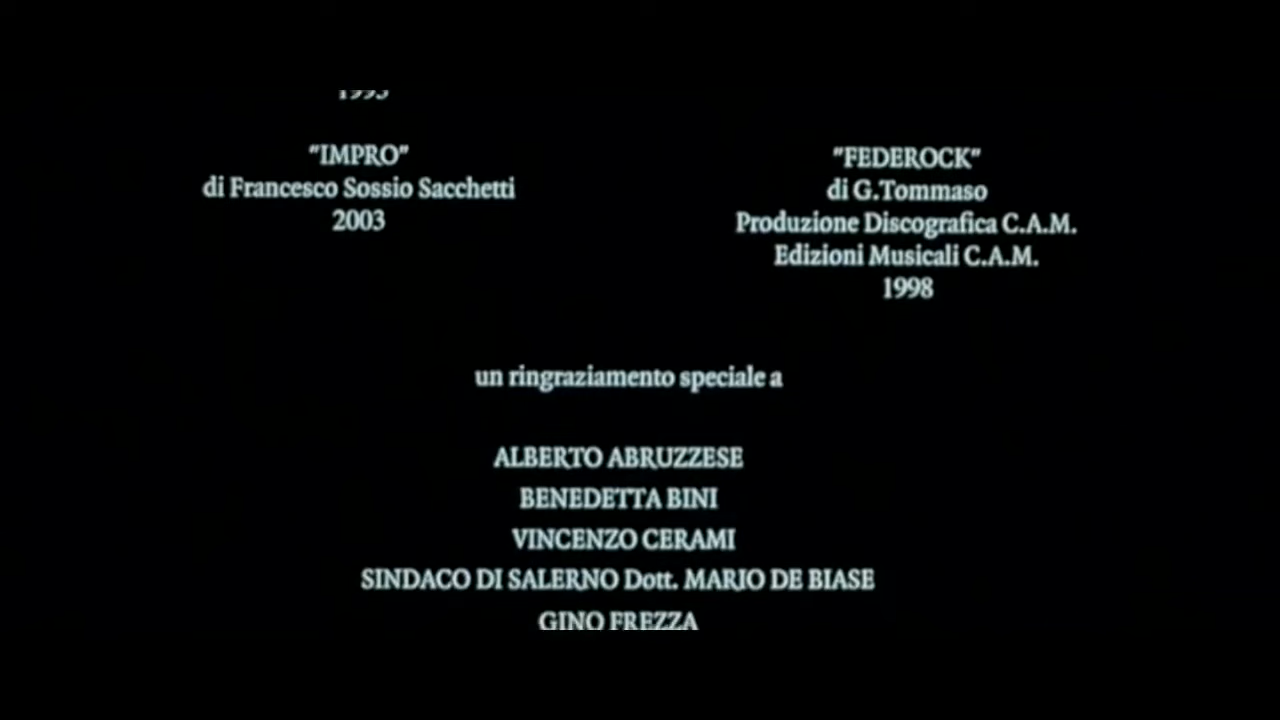 1995
"IMPRO"
di Francesco Sossio Sacchetti
2003
"FEDEROCK"
di G.Tommaso
Produzione Discografica C.A.M.
Edizioni Musicali C.A.M.
1998
un ringraziamento speciale a
ALBERTO ABRUZZESE
BENEDETTA BINI
VINCENZO CERAMI
SINDACO DI SALERNO Dott. MARIO DE BIASE
GINO FREZZA